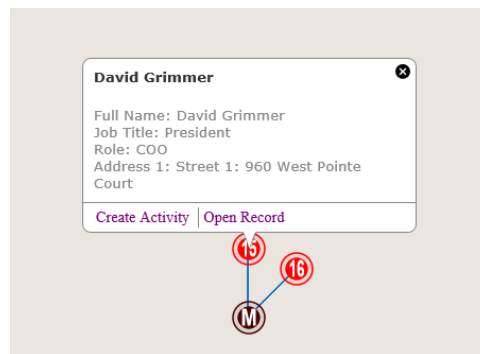 David Grimmer
Full Name: David Grimmer
Job Title: President
Role: COO
Address 1: Street 1: 960 West Pointe
Court
Create Activity | Open Record
15
16
M